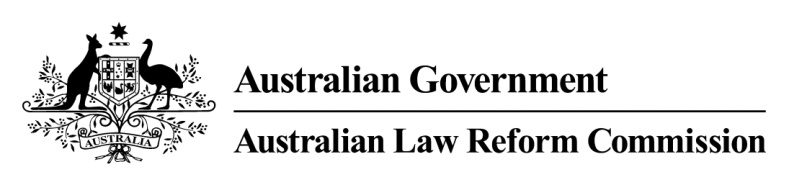 Australian Government
Australian Law Reform Commission
AUSTRALIA